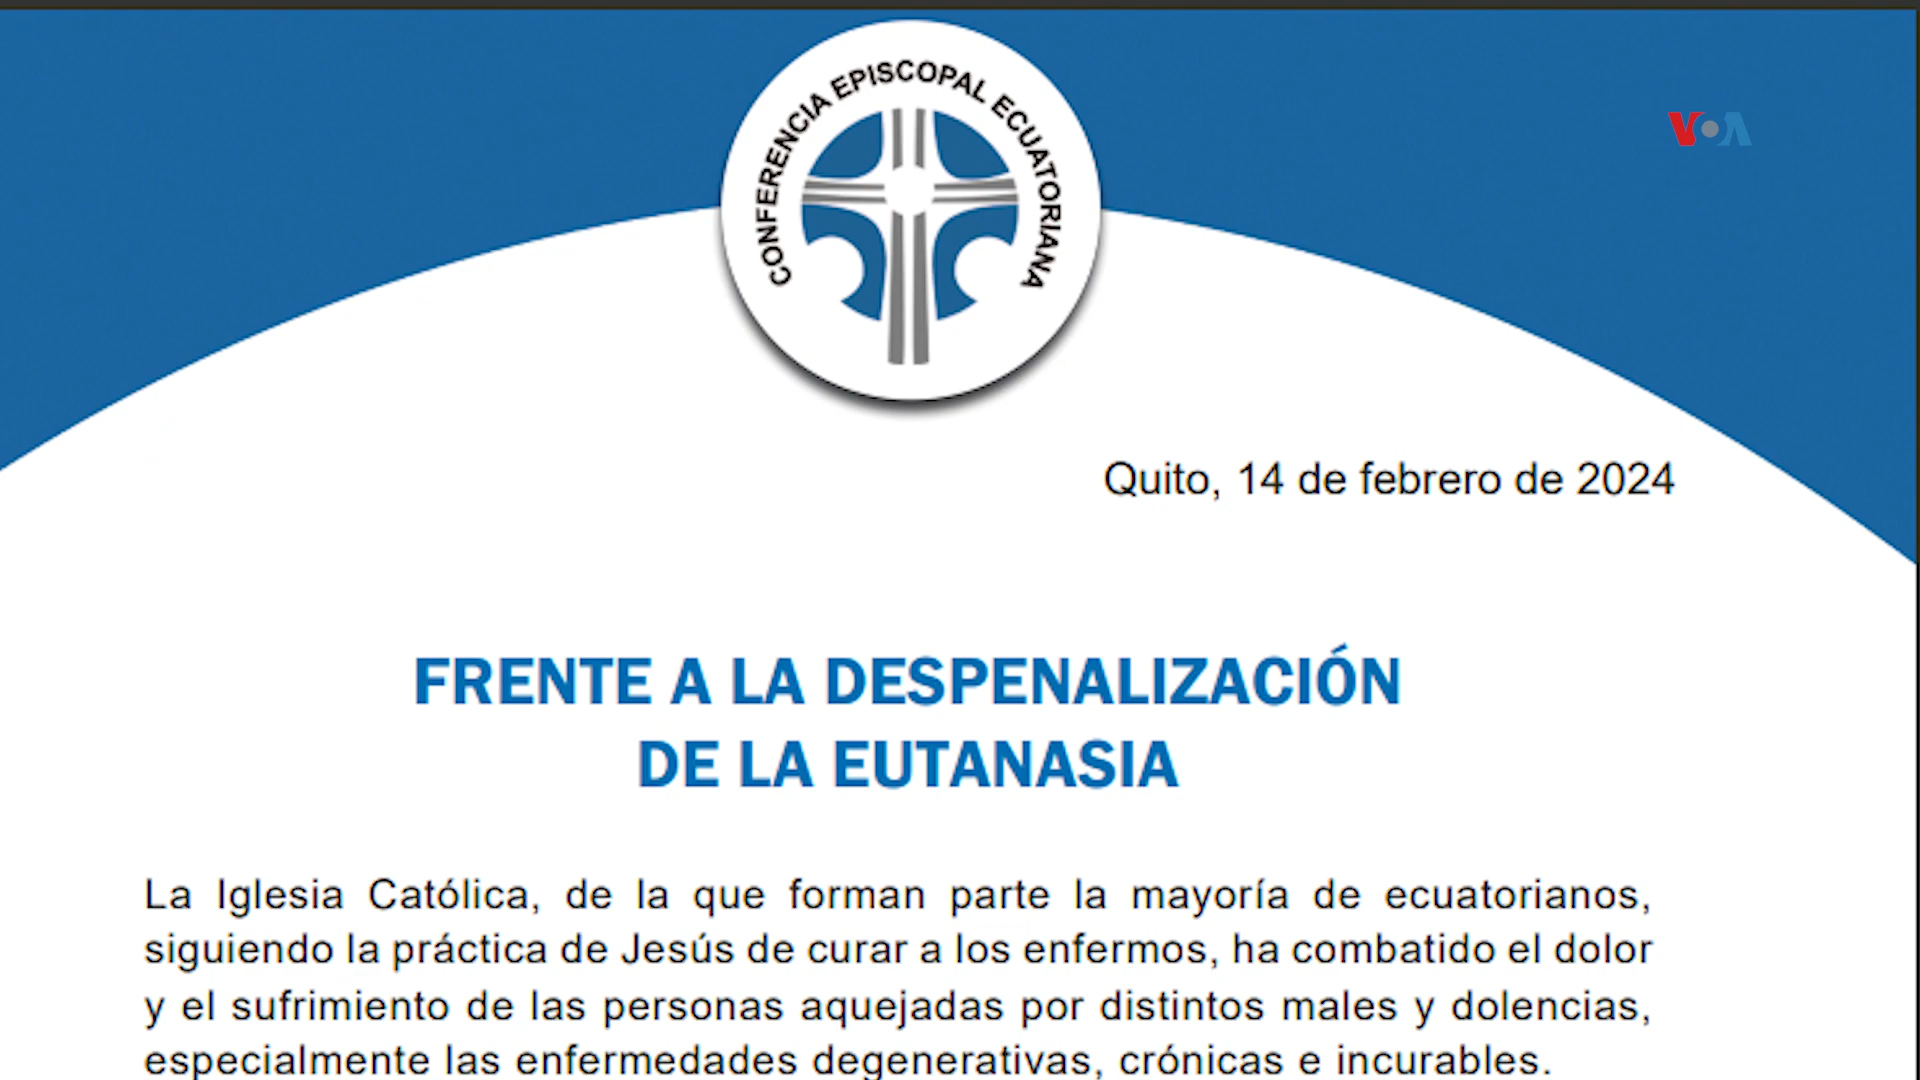 CONFERENCIA EPISCOPAL ECUATORIANA
VOA
Quito, 14 de febrero de 2024
FRENTE A LA DESPENALIZACIÓN
DE LA EUTANASIA
La Iglesia Católica, de la que forman parte la mayoría de ecuatorianos,
siguiendo la práctica de Jesús de curar a los enfermos, ha combatido el dolor
y el sufrimiento de las personas aquejadas por distintos males y dolencias,
especialmente las enfermedades degenerativas, crónicas e incurables.